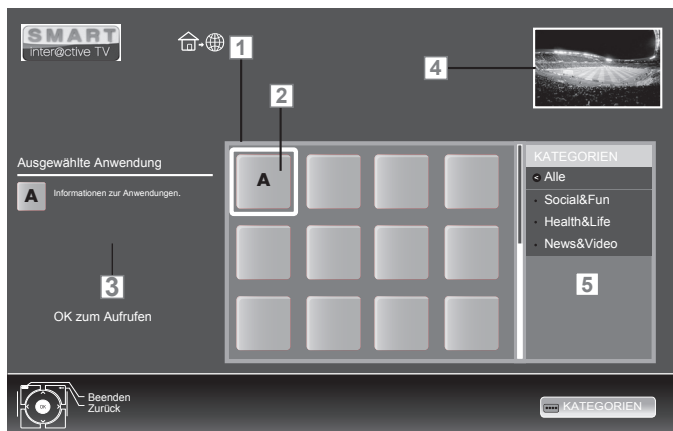 SMART
inter@ctive TV
1
2
4
Ausgewählte Anwendung
A Informationen zur Anwendungen.
A
3
OK zum Aufrufen
KATEGORIEN
Alle
Social&Fun
Health&Life
News&Video
5
OK
Beenden
Zurück
KATEGORIEN